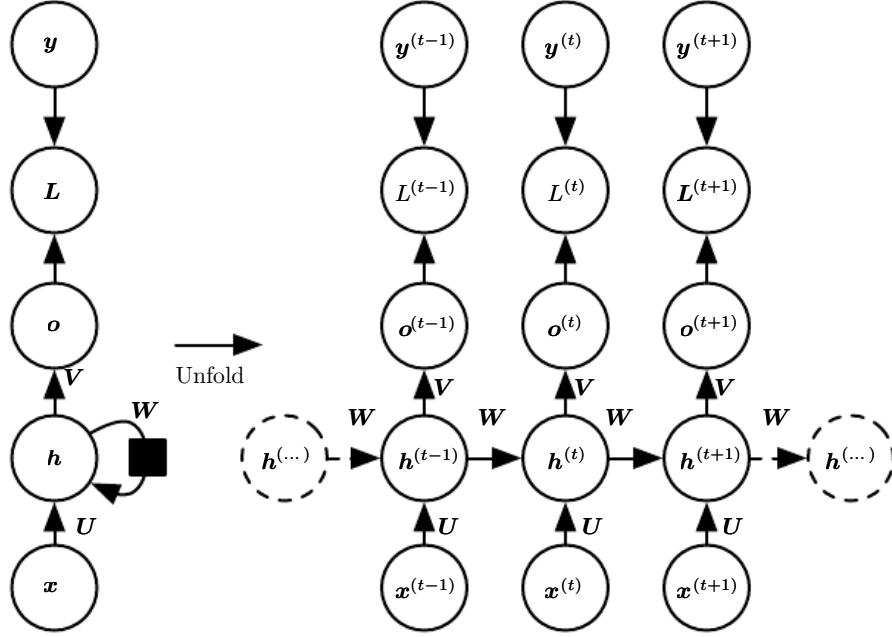 y y^(t−1) y^(t) y^(t+1)
L L^(t−1) L^(t) L^(t+1)
o o^(t−1) o^(t) o^(t+1)
Unfold
V V V V
W W W W W
h h^(...) h^(t−1) h^(t) h^(t+1) h^(...)
U U U U
x x^(t−1) x^(t) x^(t+1)